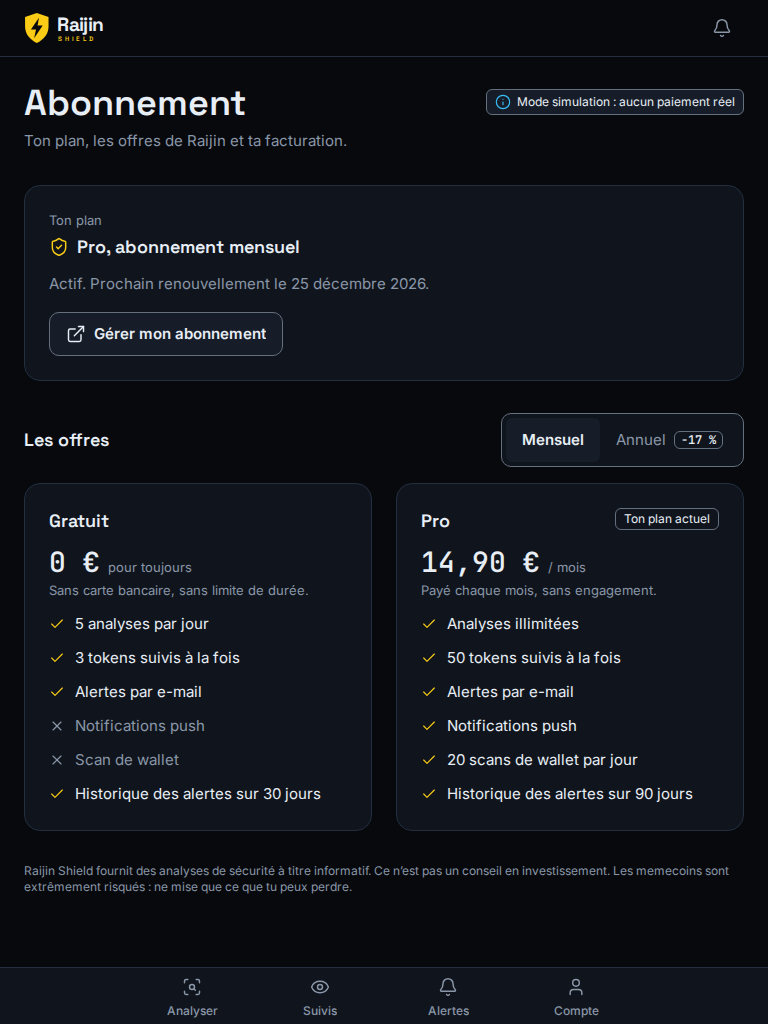 Raijin
SHIELD
Abonnement
Mode simulation : aucun paiement réel
Ton plan, les offres de Raijin et ta facturation.
Ton plan
Pro, abonnement mensuel
Actif. Prochain renouvellement le 25 décembre 2026.
Gérer mon abonnement
Les offres
Mensuel
Annuel
-17 %
Gratuit
0 € pour toujours
Sans carte bancaire, sans limite de durée.
5 analyses par jour
3 tokens suivis à la fois
Alertes par e-mail
Notifications push
Scan de wallet
Historique des alertes sur 30 jours
Pro
Ton plan actuel
14,90 € / mois
Payé chaque mois, sans engagement.
Analyses illimitées
50 tokens suivis à la fois
Alertes par e-mail
Notifications push
20 scans de wallet par jour
Historique des alertes sur 90 jours
Raijin Shield fournit des analyses de sécurité à titre informatif. Ce n’est pas un conseil en investissement. Les memecoins sont
extrêmement risqués : ne mise que ce que tu peux perdre.
Analyser
Suivis
Alertes
Compte